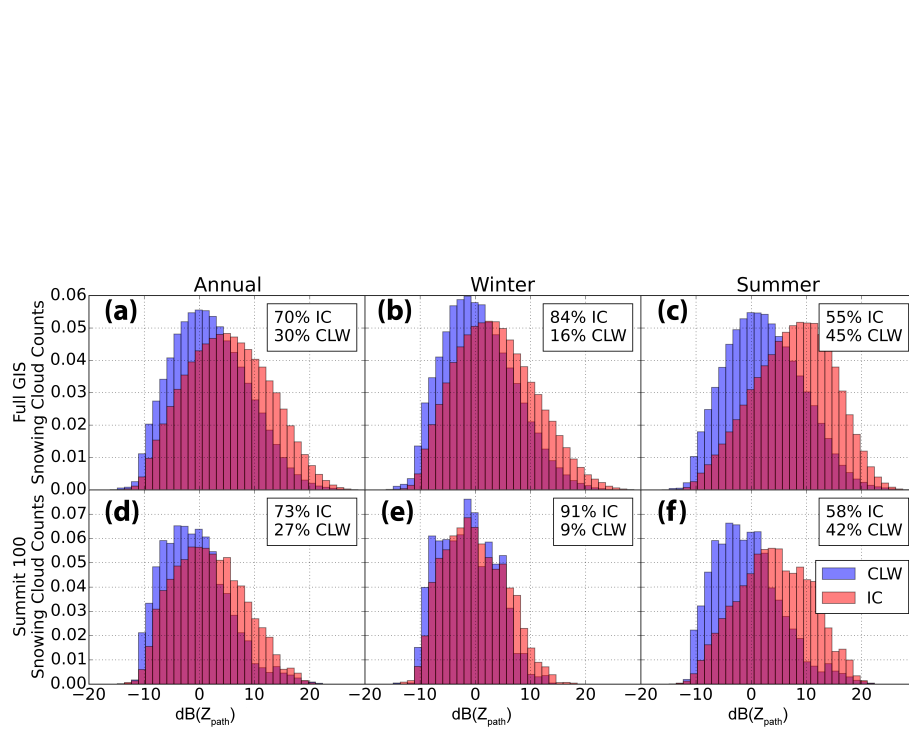 Annual Winter Summer
(a) (b) (c)
70% IC
30% CLW
84% IC
16% CLW
55% IC
45% CLW
Full GIS
Snowing Cloud Counts
0.06
0.05
0.04
0.03
0.02
0.01
0.00
(d) (e) (f)
73% IC
27% CLW
91% IC
9% CLW
58% IC
42% CLW
CLW
IC
Summit 100
Snowing Cloud Counts
0.07
0.06
0.05
0.04
0.03
0.02
0.01
0.00
−20 −10 0 10 20 −20 −10 0 10 20 −20 −10 0 10 20
dB(Zpath) dB(Zpath) dB(Zpath)